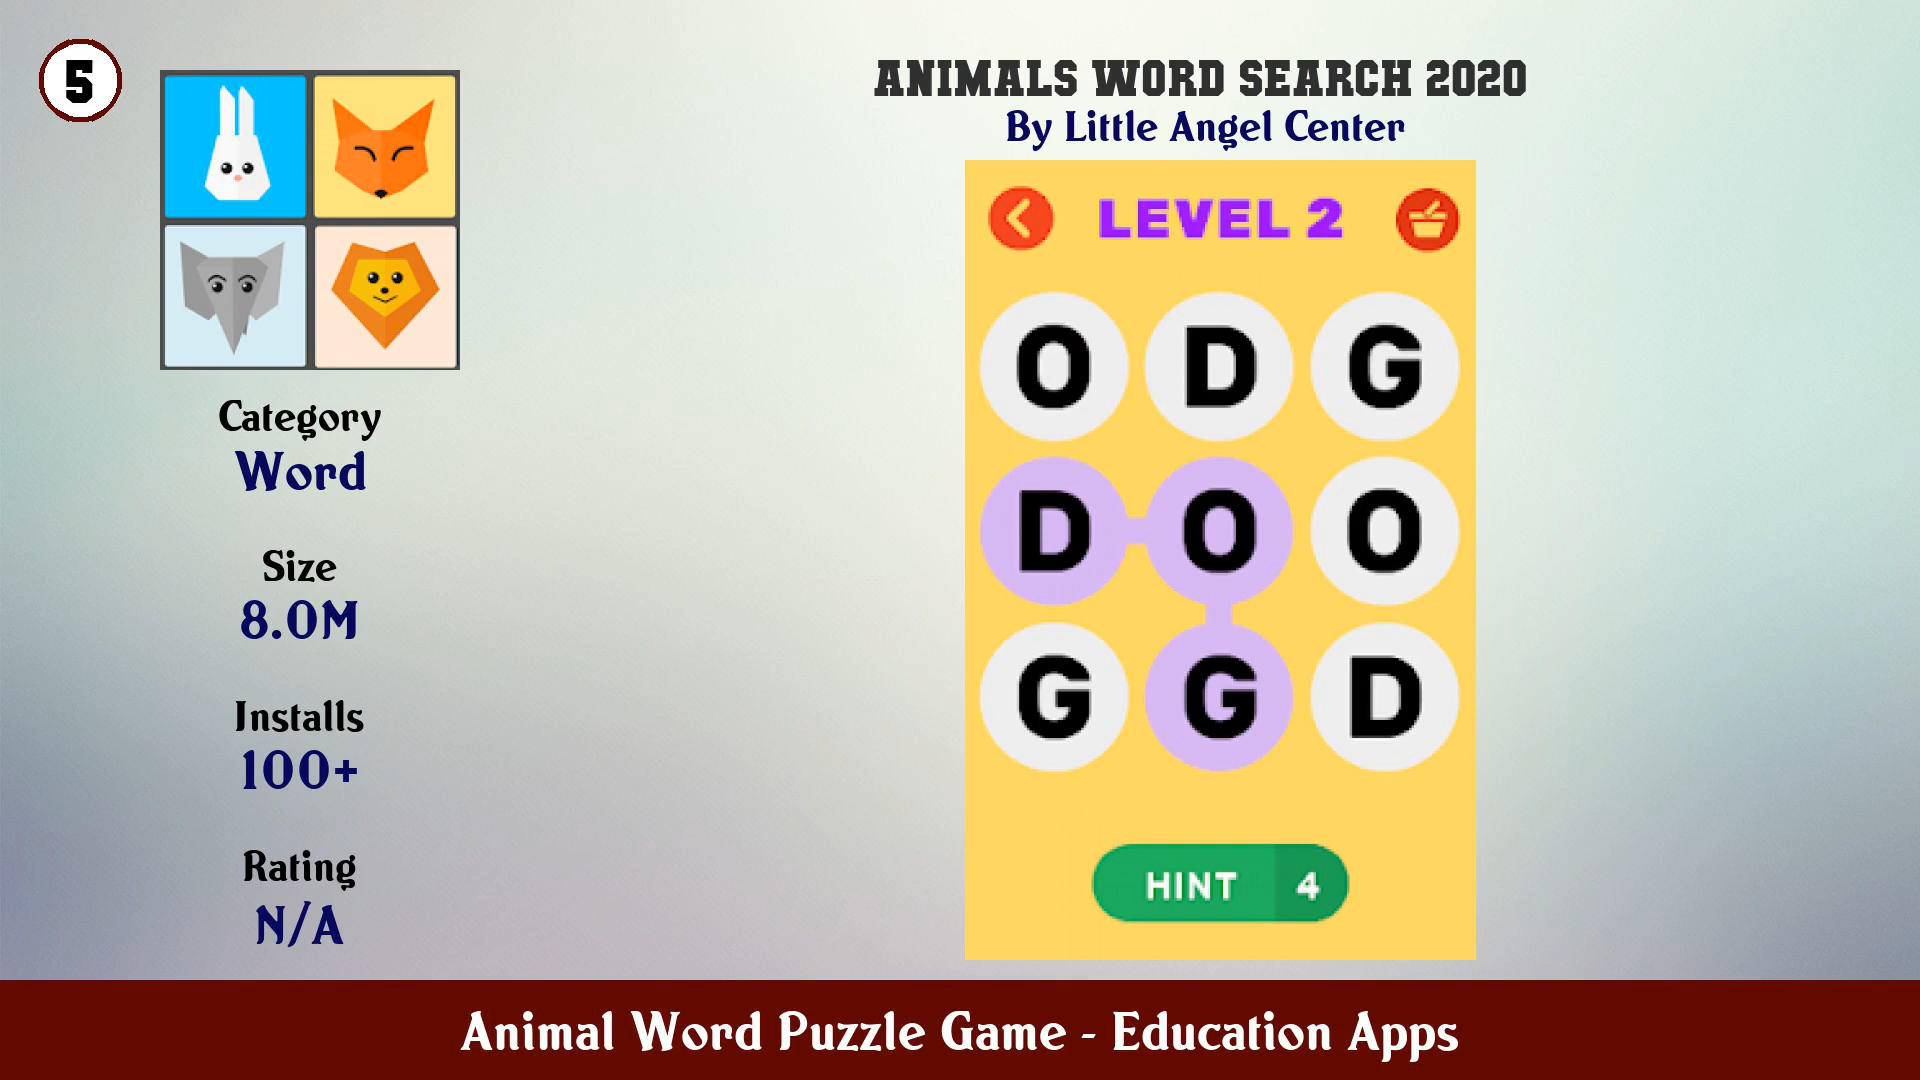 5
ANIMALS WORD SEARCH 2020
By Little Angel Center
Category
Word
Size
8.0M
Installs
100+
Rating
N/A
LEVEL 2
O D G
D O O
G G D
HINT 4
Animal Word Puzzle Game - Education Apps